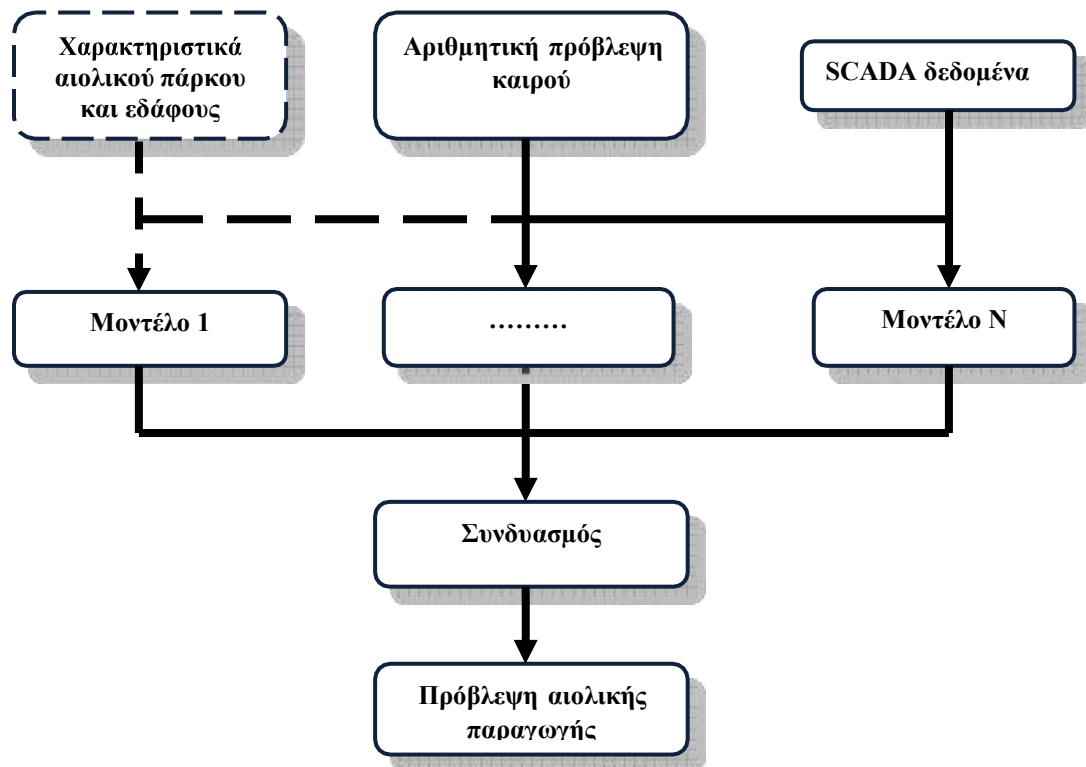 Χαρακτηριστικά
αιολικού πάρκου
και εδάφους
Αριθμητική πρόβλεψη
καιρού
SCADA δεδομένα
Μοντέλο 1
………
Μοντέλο Ν
Συνδυασμός
Πρόβλεψη αιολικής
παραγωγής